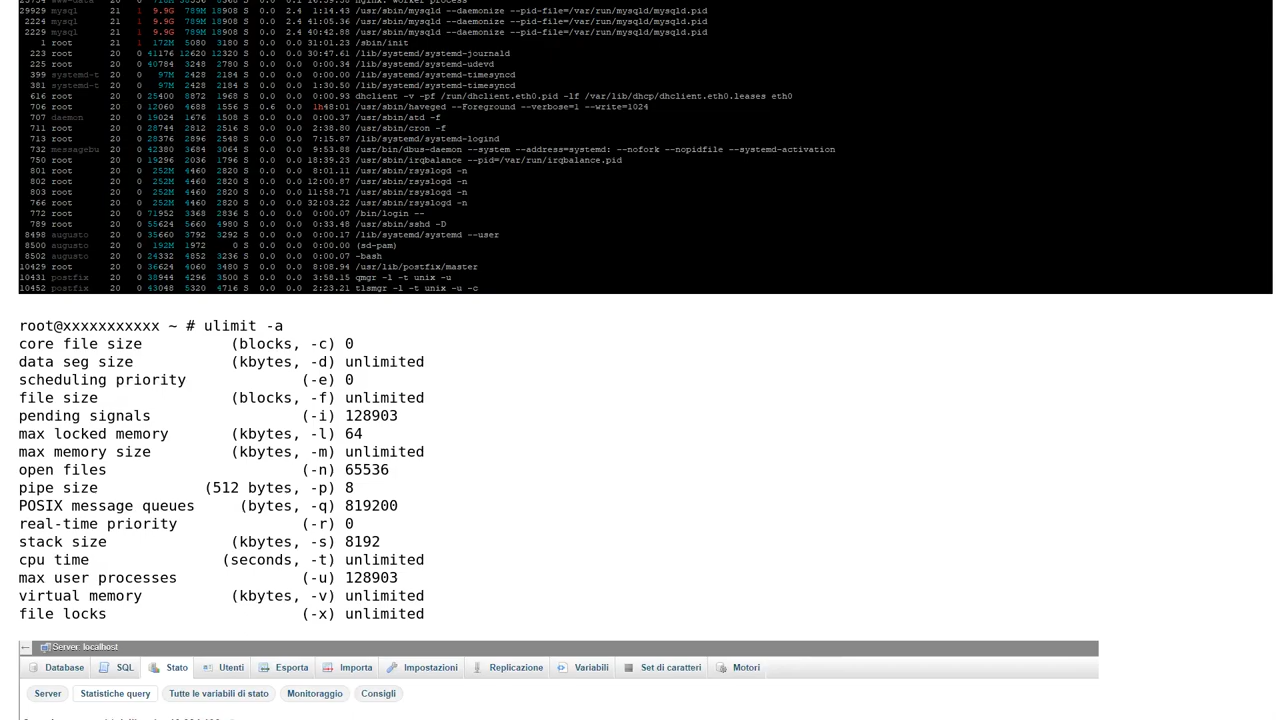 29929 mysql 21 1 9.9G 789M 18908 S 0.0 2.4 1:14.43 /usr/sbin/mysqld --daemonize --pid-file=/var/run/mysqld/mysqld.pid
2224 mysql 21 1 9.9G 789M 18908 S 0.0 2.4 41:05.36 /usr/sbin/mysqld --daemonize --pid-file=/var/run/mysqld/mysqld.pid
2229 mysql 21 1 9.9G 789M 18908 S 0.0 2.4 40:42.88 /usr/sbin/mysqld --daemonize --pid-file=/var/run/mysqld/mysqld.pid
1 root 21 1 172M 5080 3180 S 0.0 0.0 31:01.23 /sbin/init
223 root 20 0 41176 12620 12320 S 0.0 0.0 30:47.61 /lib/systemd/systemd-journald
225 root 20 0 40784 3248 2780 S 0.0 0.0 0:00.34 /lib/systemd/systemd-udevd
399 systemd-t 20 0 97M 2428 2184 S 0.0 0.0 0:00.00 /lib/systemd/systemd-timesyncd
381 systemd-t 20 0 97M 2428 2184 S 0.0 0.0 1:30.50 /lib/systemd/systemd-timesyncd
616 root 20 0 25400 8872 1968 S 0.0 0.0 0:00.93 dhclient -v -pf /run/dhclient.eth0.pid -lf /var/lib/dhcp/dhclient.eth0.leases eth0
706 root 20 0 12060 4688 1556 S 0.6 0.0 1h48:01 /usr/sbin/haveged --Foreground --verbose=1 --write=1024
707 daemon 20 0 19024 1676 1508 S 0.0 0.0 0:00.37 /usr/sbin/atd -f
711 root 20 0 28744 2812 2516 S 0.0 0.0 2:38.80 /usr/sbin/cron -f
713 root 20 0 28376 2896 2548 S 0.0 0.0 7:15.87 /lib/systemd/systemd-logind
732 messagebu 20 0 42380 3684 3064 S 0.0 0.0 9:53.88 /usr/bin/dbus-daemon --system --address=systemd: --nofork --nopidfile --systemd-activation
750 root 20 0 19296 2036 1796 S 0.0 0.0 18:39.23 /usr/sbin/irqbalance --pid=/var/run/irqbalance.pid
801 root 20 0 252M 4460 2820 S 0.0 0.0 8:01.11 /usr/sbin/rsyslogd -n
802 root 20 0 252M 4460 2820 S 0.0 0.0 12:00.87 /usr/sbin/rsyslogd -n
803 root 20 0 252M 4460 2820 S 0.0 0.0 11:58.71 /usr/sbin/rsyslogd -n
766 root 20 0 252M 4460 2820 S 0.0 0.0 32:03.22 /usr/sbin/rsyslogd -n
772 root 20 0 71952 3368 2836 S 0.0 0.0 0:00.07 /bin/login --
789 root 20 0 55624 5660 4980 S 0.0 0.0 0:33.48 /usr/sbin/sshd -D
8498 augusto 20 0 35660 3792 3292 S 0.0 0.0 0:00.17 /lib/systemd/systemd --user
8500 augusto 20 0 192M 1972 0 S 0.0 0.0 0:00.00 (sd-pam)
8502 augusto 20 0 24332 4852 3236 S 0.0 0.0 0:00.07 -bash
10429 root 20 0 36624 4060 3480 S 0.0 0.0 8:08.94 /usr/lib/postfix/master
10431 postfix 20 0 38944 4296 3500 S 0.0 0.0 3:58.15 qmgr -l -t unix -u
10452 postfix 20 0 43048 5320 4716 S 0.0 0.0 2:23.21 tlsmgr -l -t unix -u -c
root@xxxxxxxxxxx ~ # ulimit -a
core file size (blocks, -c) 0
data seg size (kbytes, -d) unlimited
scheduling priority (-e) 0
file size (blocks, -f) unlimited
pending signals (-i) 128903
max locked memory (kbytes, -l) 64
max memory size (kbytes, -m) unlimited
open files (-n) 65536
pipe size (512 bytes, -p) 8
POSIX message queues (bytes, -q) 819200
real-time priority (-r) 0
stack size (kbytes, -s) 8192
cpu time (seconds, -t) unlimited
max user processes (-u) 128903
virtual memory (kbytes, -v) unlimited
file locks (-x) unlimited
Server: localhost
Database SQL Stato Utenti Esporta Importa Impostazioni Replicazione Variabili Set di caratteri Motori
Server Statistiche query Tutte le variabili di stato Monitoraggio Consigli